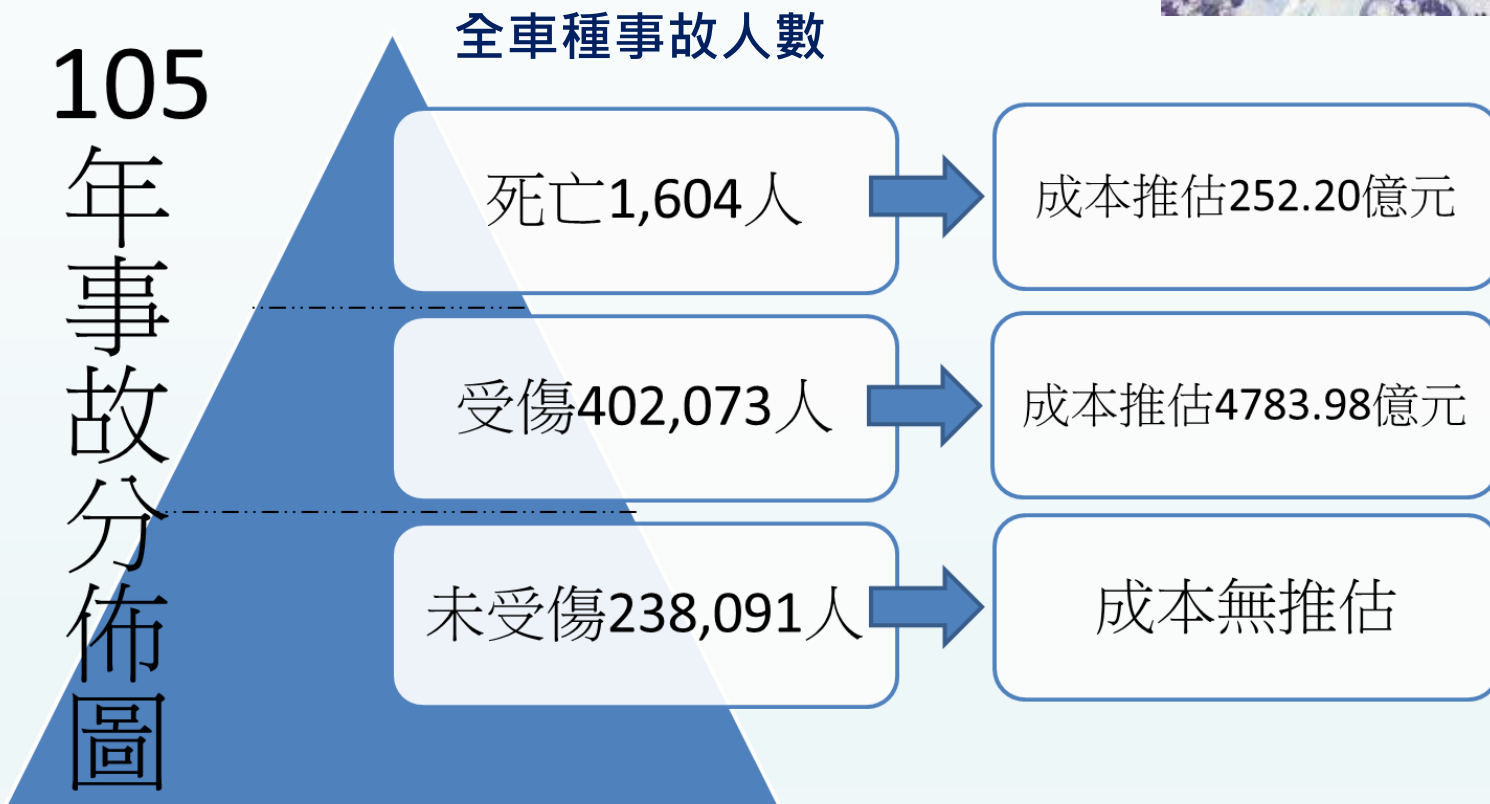 全車種事故人數
105年事故分佈圖
死亡1,604人
成本推估252.20億元
受傷402,073人
成本推估4783.98億元
未受傷238,091人
成本無推估